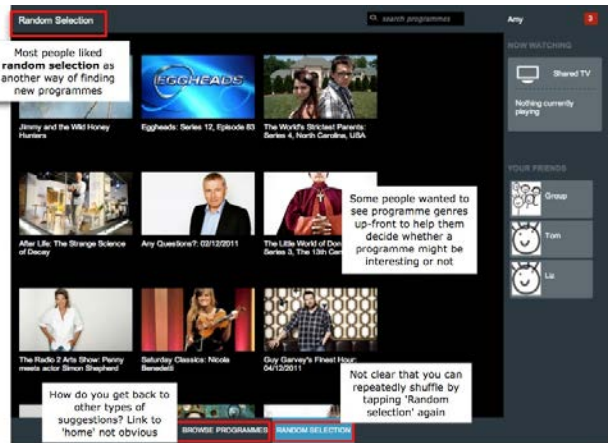 Random Selection
search programmes
Amy
3
Most people liked
random selection as
another way of finding
new programmes
NOW WATCHING
Shared TV
Nothing currently
playing
EGGHEADS
Jimmy and the Wild Honey
Hunters
Eggheads: Series 12, Episode 83
The World's Strictest Parents:
Series 4, North Carolina, USA
YOUR FRIENDS
Group
Tom
Liz
Some people wanted to
see programme genres
up-front to help them
decide whether a
programme might be
interesting or not
After Life: The Strange Science
of Decay
Any Questions?: 02/12/2011
The Little World of Don
Series 3, The 13th
The Radio 2 Arts Show: Penny
meets actor Simon Shepherd
Saturday Classics: Nicola
Benedetti
Guy Garvey's Finest Hour:
04/12/2011
Not clear that you can
repeatedly shuffle by
tapping 'Random
selection' again
How do you get back to
other types of
suggestions? Link to
'home' not obvious
BROWSE PROGRAMMES
RANDOM SELECTION